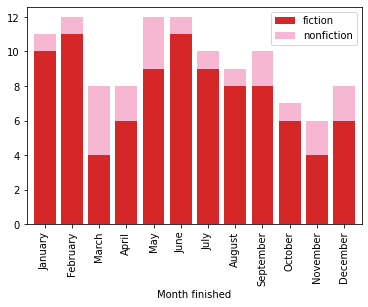 fiction
nonfiction
12
10
8
6
4
2
0
January
February
March
April
May
June
July
August
September
October
November
December
Month finished